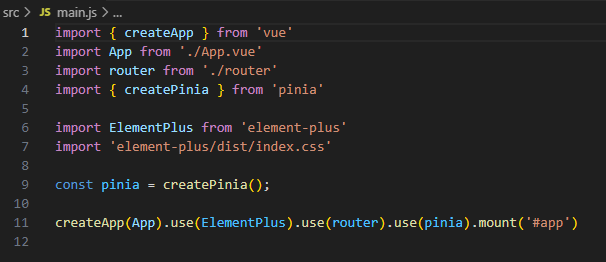 src > JS main.js > ...
1 import { createApp } from 'vue'
2 import App from './App.vue'
3 import router from './router'
4 import { createPinia } from 'pinia'
5
6 import ElementPlus from 'element-plus'
7 import 'element-plus/dist/index.css'
8
9 const pinia = createPinia();
10
11 createApp(App).use(ElementPlus).use(router).use(pinia).mount('#app')
12